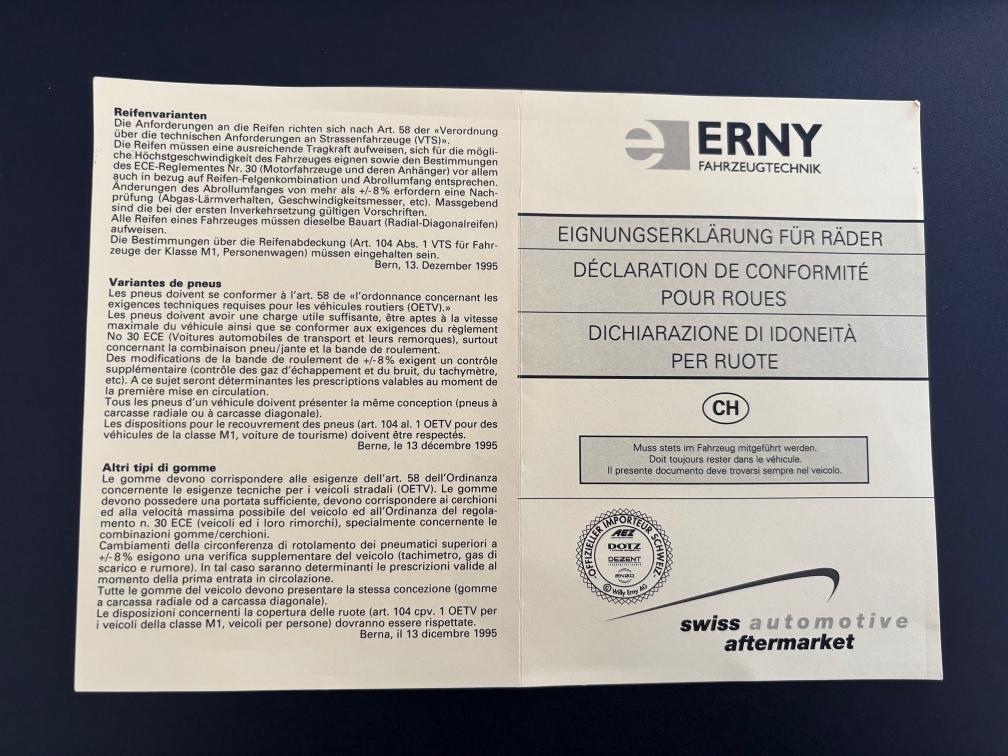 Reifenvarianten
Die Anforderungen an die Reifen richten sich nach Art. 58 der «Verordnung
über die technischen Anforderungen an Strassenfahrzeuge (VTS)».
Die Reifen müssen eine ausreichende Tragkraft aufweisen, sich für die mögli-
che Höchstgeschwindigkeit des Fahrzeuges eignen sowie den Bestimmungen
des ECE-Reglementes Nr. 30 (Motorfahrzeuge und deren Anhänger) vor allem
auch in bezug auf Reifen-Felgenkombination und Abrollumfang entsprechen.
Änderungen des Abrollumfanges von mehr als +/-8% erfordern eine Nach-
prüfung (Abgas-Lärmverhalten, Geschwindigkeitsmesser, etc). Massgebend
sind die bei der ersten Inverkehrsetzung gültigen Vorschriften.
Alle Reifen eines Fahrzeuges müssen dieselbe Bauart (Radial-Diagonalreifen)
aufweisen.
Die Bestimmungen über die Reifenabdeckung (Art. 104 Abs. 1 VTS für Fahr-
zeuge der Klasse M1, Personenwagen) müssen eingehalten sein.
Bern, 13. Dezember 1995
Variantes de pneus
Les pneus doivent se conformer à l'art. 58 de «l'ordonnance concernant les
exigences techniques requises pour les véhicules routiers (OETV).»
Les pneus doivent avoir une charge utile suffisante, être aptes à la vitesse
maximale du véhicule ainsi que se conformer aux exigences du règlement
No 30 ECE (Voitures automobiles de transport et leurs remorques), surtout
concernant la combinaison pneu/jante et la bande de roulement.
Des modifications de la bande de roulement de +/-8% exigent un contrôle
supplémentaire (contrôle des gaz d'échappement et du bruit, du tachymètre,
etc). A ce sujet seront déterminantes les prescriptions valables au moment de
la première mise en circulation.
Tous les pneus d'un véhicule doivent présenter la même conception (pneus à
carcasse radiale ou à carcasse diagonale).
Les dispositions pour le recouvrement des pneus (art. 104 al. 1 OETV pour des
véhicules de la classe M1, voiture de tourisme) doivent être respectés.
Berne, le 13 décembre 1995
Altri tipi di gomme
Le gomme devono corrispondere alle esigenze dell'art. 58 dell'Ordinanza
concernente le esigenze tecniche per i veicoli stradali (OETV). Le gomme
devono possedere una portata sufficiente, devono corrispondere ai cerchioni
ed alla velocità massima possibile del veicolo ed all'Ordinanza del regola-
mento n. 30 ECE (veicoli ed i loro rimorchi), specialmente concernente le
combinazioni gomme/cerchioni.
Cambiamenti della circonferenza di rotolamento dei pneumatici superiori a
+/-8% esigono una verifica supplementare del veicolo (tachimetro, gas di
scarico e rumore). In tal caso saranno determinanti le prescrizioni valide al
momento della prima entrata in circolazione.
Tutte le gomme del veicolo devono presentare la stessa concezione (gomme
a carcassa radiale od a carcassa diagonale).
Le disposizioni concernenti la copertura delle ruote (art. 104 cpv. 1 OETV per
i veicoli della classe M1, veicoli per persone) dovranno essere rispettate.
Berna, il 13 dicembre 1995
e ERNY
FAHRZEUGTECHNIK
EIGNUNGSERKLÄRUNG FÜR RÄDER
DÉCLARATION DE CONFORMITÉ
POUR ROUES
DICHIARAZIONE DI IDONEITÀ
PER RUOTE
CH
Muss stets im Fahrzeug mitgeführt werden.
Doit toujours rester dans le véhicule.
Il presente documento deve trovarsi sempre nel veicolo.
OFFIZIELLER IMPORTEUR SCHWEIZ
AEZ
DOTZ
DEZENT
ENZO
© Willy Erny AG
swiss automotive
aftermarket